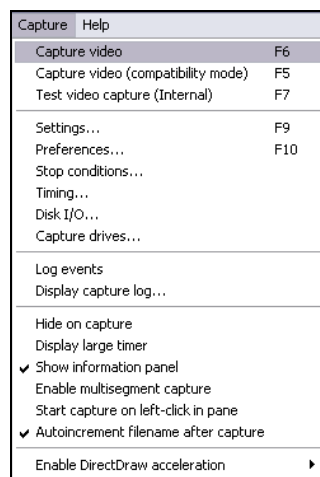 Capture Help
Capture video F6
Capture video (compatibility mode) F5
Test video capture (Internal) F7
Settings... F9
Preferences... F10
Stop conditions...
Timing...
Disk I/O...
Capture drives...
Log events
Display capture log...
Hide on capture
Display large timer
Show information panel
Enable multisegment capture
Start capture on left-click in pane
Autoincrement filename after capture
Enable DirectDraw acceleration